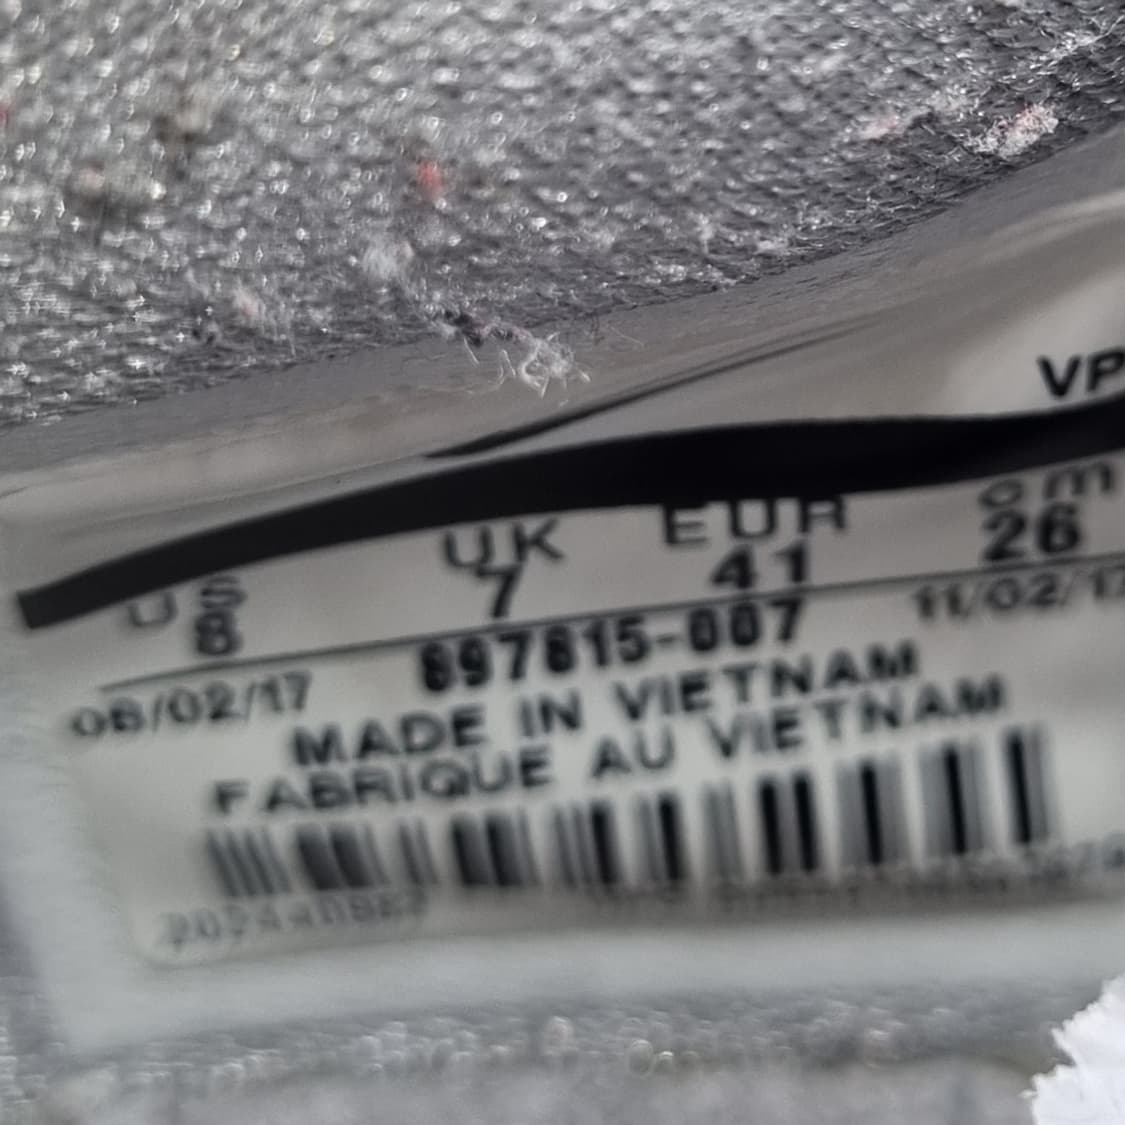 VP
US UK EUR cm
8 7 41 26
08/02/17 897815-007 11/02/17
MADE IN VIETNAM
FABRIQUE AU VIETNAM